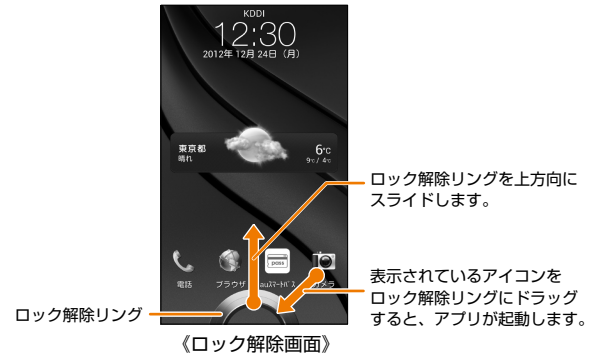 KDDI
12:30
2012年 12月 24日（月）
東京都
晴れ
6℃
9℃/ 4℃
ロック解除リングを上方向に
スライドします。
pass
電話
ブラウザ
auスマートパス
カメラ
表示されているアイコンを
ロック解除リングにドラッグ
すると、アプリが起動します。
ロック解除リング
《ロック解除画面》